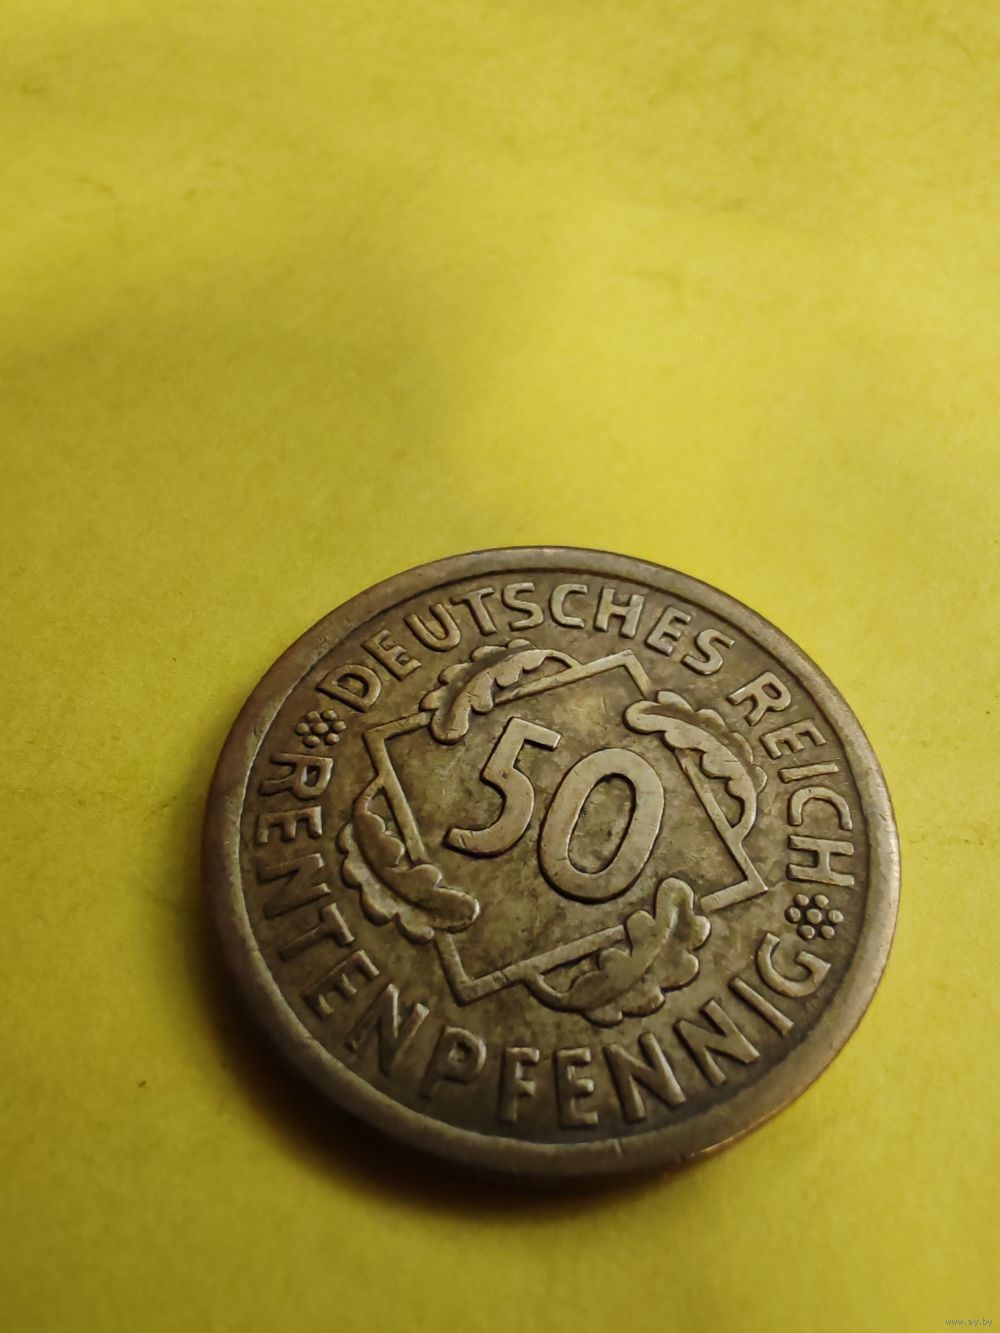 DEUTSCHES REICH
50
RENTENPFENNIG
www.ay.by